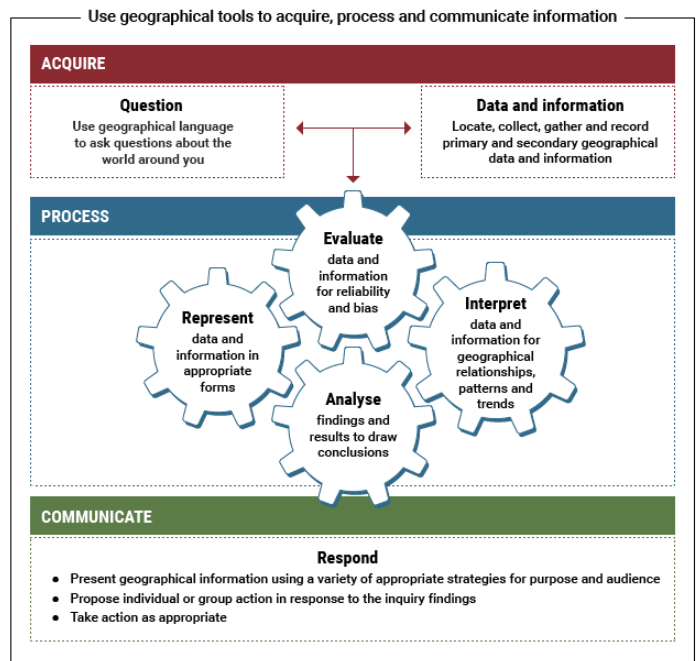 Use geographical tools to acquire, process and communicate information
ACQUIRE
Question
Use geographical language
to ask questions about the
world around you
Data and information
Locate, collect, gather and record
primary and secondary geographical
data and information
PROCESS
Evaluate
data and
information
for reliability
and bias
Represent
data and
information in
appropriate
forms
Interpret
data and
information for
geographical
relationships,
patterns and
trends
Analyse
findings and
results to draw
conclusions
COMMUNICATE
Respond
● Present geographical information using a variety of appropriate strategies for purpose and audience
● Propose individual or group action in response to the inquiry findings
● Take action as appropriate